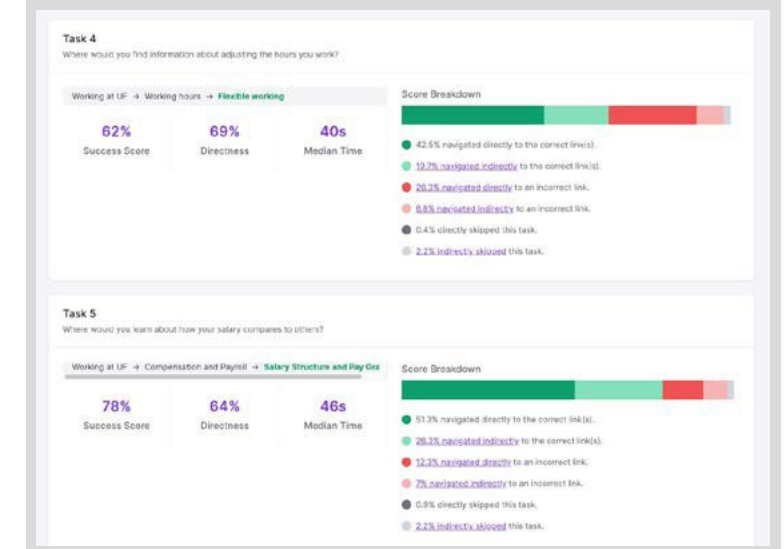 Task 4
Where would you find information about adjusting the hours you work?
Working at UF → Working hours → Flexible working
Score Breakdown
62%
69%
40s
Success Score
Directness
Median Time
42.5% navigated directly to the correct link(s).
19.7% navigated indirectly to the correct link(s).
26.3% navigated directly to an incorrect link.
8.8% navigated indirectly to an incorrect link.
0.4% directly skipped this task.
2.2% indirectly skipped this task.
Task 5
Where would you learn about how your salary compares to others?
Working at UF → Compensation and Payroll → Salary Structure and Pay Gra
Score Breakdown
78%
64%
46s
Success Score
Directness
Median Time
51.3% navigated directly to the correct link(s).
26.3% navigated indirectly to the correct link(s).
12.3% navigated directly to an incorrect link.
7% navigated indirectly to an incorrect link.
0.9% directly skipped this task.
2.2% indirectly skipped this task.